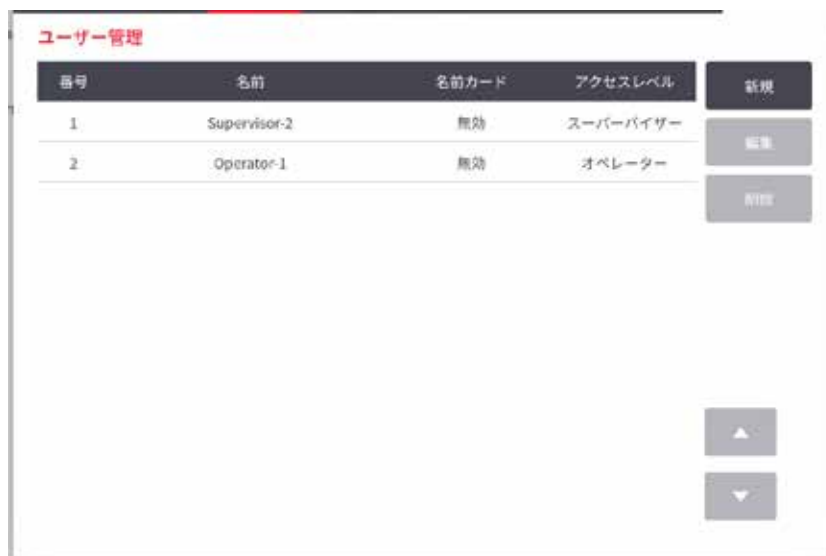 ユーザー管理
番号 名前 名前カード アクセスレベル 新規
1 Supervisor-2 無効 スーパーバイザー
編集
2 Operator-1 無効 オペレーター
削除